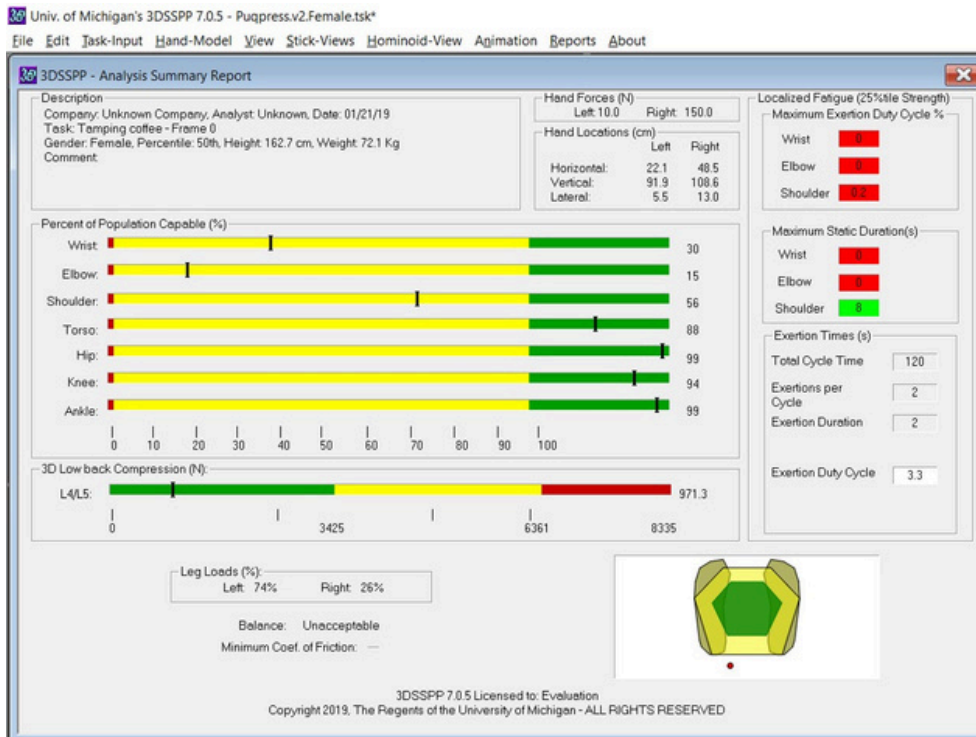 Univ. of Michigan's 3DSSPP 7.0.5 - Puqpress.v2.Female.tsk*
File Edit Task-Input Hand-Model View Stick-Views Hominoid-View Animation Reports About
3DSSPP - Analysis Summary Report
Description
Company: Unknown Company, Analyst: Unknown, Date: 01/21/19
Task: Tamping coffee - Frame 0
Gender: Female, Percentile: 50th, Height: 162.7 cm, Weight: 72.1 Kg
Comment:
Hand Forces (N)
Left: 10.0 Right: 150.0
Hand Locations (cm)
Left Right
Horizontal: 22.1 48.5
Vertical: 91.9 108.6
Lateral: 5.5 13.0
Localized Fatigue (25%tile Strength)
Maximum Exertion Duty Cycle %
Wrist 0
Elbow 0
Shoulder 0.2
Maximum Static Duration(s)
Wrist 0
Elbow 0
Shoulder 8
Exertion Times (s)
Total Cycle Time 120
Exertions per
Cycle 2
Exertion Duration 2
Exertion Duty Cycle 3.3
Percent of Population Capable (%)
Wrist: 30
Elbow: 15
Shoulder: 56
Torso: 88
Hip: 99
Knee: 94
Ankle: 99
0 10 20 30 40 50 60 70 80 90 100
3D Low back Compression (N):
L4/L5: 971.3
0 3425 6361 8335
Leg Loads (%):
Left: 74% Right: 26%
Balance: Unacceptable
Minimum Coef. of Friction: —
3DSSPP 7.0.5 Licensed to: Evaluation
Copyright 2019, The Regents of the University of Michigan - ALL RIGHTS RESERVED